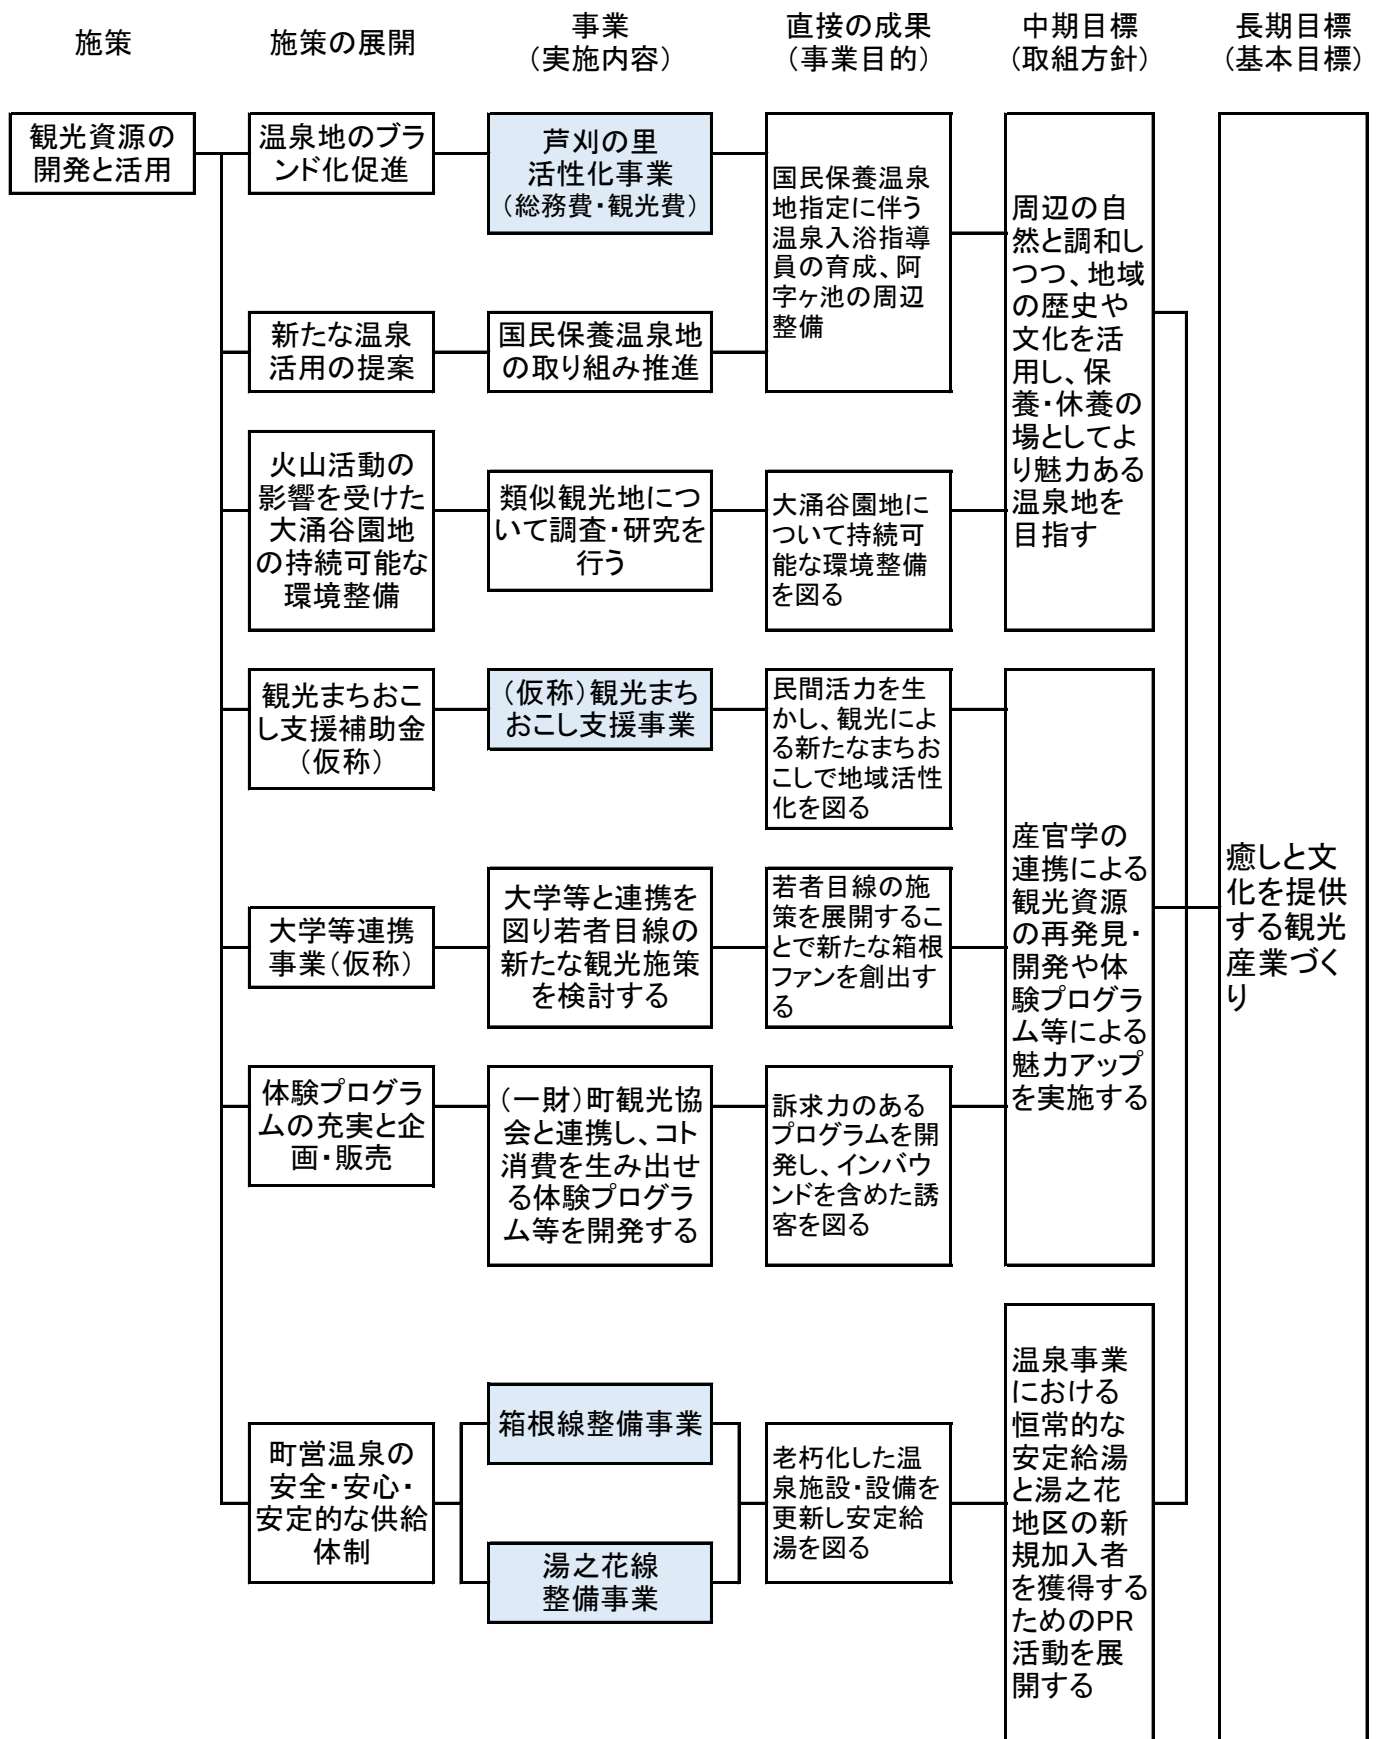 施策
施策の展開
事業
（実施内容）
直接の成果
（事業目的）
中期目標
（取組方針）
長期目標
（基本目標）
観光資源の
開発と活用
温泉地のブラ
ンド化促進
芦刈の里
活性化事業
（総務費・観光費）
国民保養温泉
地指定に伴う
温泉入浴指導
員の育成、阿
字ヶ池の周辺
整備
新たな温泉
活用の提案
国民保養温泉地
の取り組み推進
火山活動の
影響を受けた
大涌谷園地
の持続可能な
環境整備
類似観光地につ
いて調査・研究を
行う
大涌谷園地に
ついて持続可
能な環境整備
を図る
周辺の自
然と調和し
つつ、地域
の歴史や
文化を活
用し、保
養・休養の
場としてよ
り魅力ある
温泉地を
目指す
観光まちおこ
し支援補助金
（仮称）
（仮称）観光まち
おこし支援事業
民間活力を生
かし、観光によ
る新たなまちお
こしで地域活性
化を図る
大学等連携
事業（仮称）
大学等と連携を
図り若者目線の
新たな観光施策
を検討する
若者目線の施
策を展開するこ
とで新たな箱根
ファンを創出す
る
体験プログラ
ムの充実と企
画・販売
（一財）町観光協
会と連携し、コト
消費を生み出せ
る体験プログラ
ム等を開発する
訴求力のある
プログラムを開
発し、インバウ
ンドを含めた誘
客を図る
産官学の
連携による
観光資源
の再発見・
開発や体
験プログラ
ム等による
魅力アップ
を実施する
町営温泉の
安全・安心・
安定的な供給
体制
箱根線整備事業
湯之花線
整備事業
老朽化した温
泉施設・設備を
更新し安定給
湯を図る
温泉事業
における
恒常的な
安定給湯
と湯之花
地区の新
規加入者
を獲得する
ためのPR
活動を展
開する
癒しと文
化を提供
する観光
産業づく
り